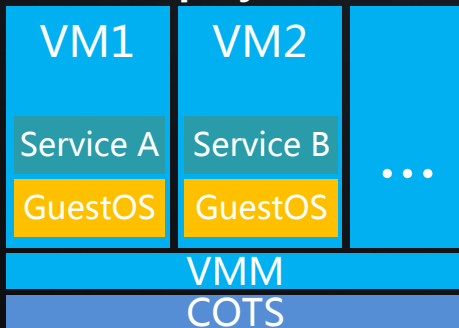 VM1 VM2
Service A Service B
...
GuestOS GuestOS
VMM
COTS